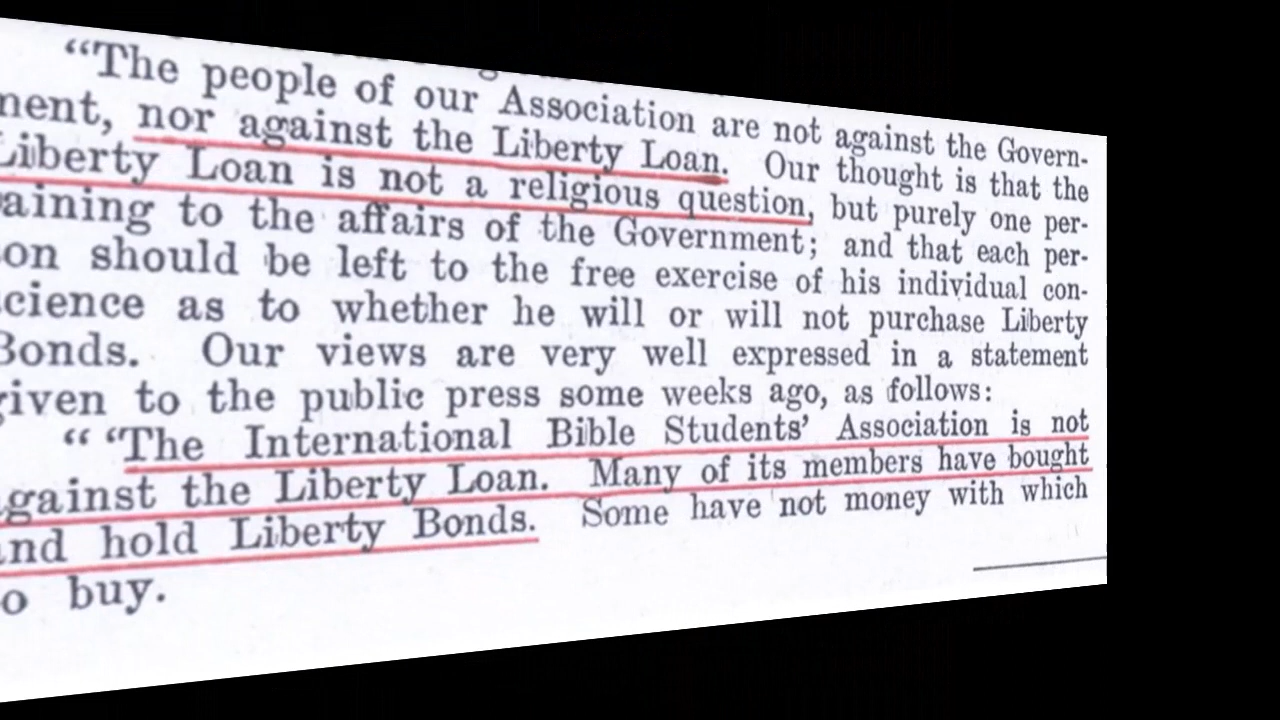 “The people of our Association are not against the Govern-
ment, nor against the Liberty Loan. Our thought is that the
Liberty Loan is not a religious question, but purely one per-
aining to the affairs of the Government; and that each per-
on should be left to the free exercise of his individual con-
cience as to whether he will or will not purchase Liberty
Bonds. Our views are very well expressed in a statement
given to the public press some weeks ago, as follows:
“ ‘The International Bible Students’ Association is not
gainst the Liberty Loan. Many of its members have bought
nd hold Liberty Bonds. Some have not money with which
o buy.